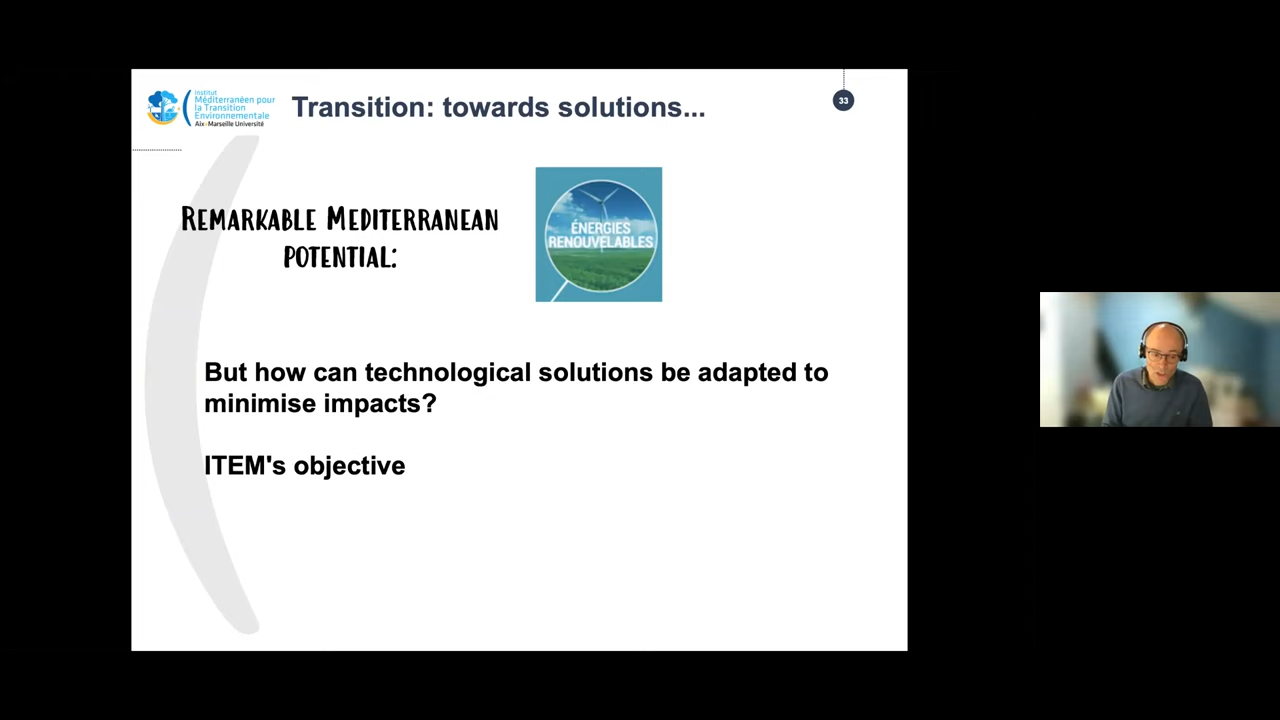 Institut
Méditerranéen pour
la Transition
Environnementale
Aix-Marseille Université
Transition: towards solutions...
33
REMARKABLE MEDITERRANEAN
POTENTIAL:
ÉNERGIES
RENOUVELABLES
But how can technological solutions be adapted to
minimise impacts?
ITEM's objective